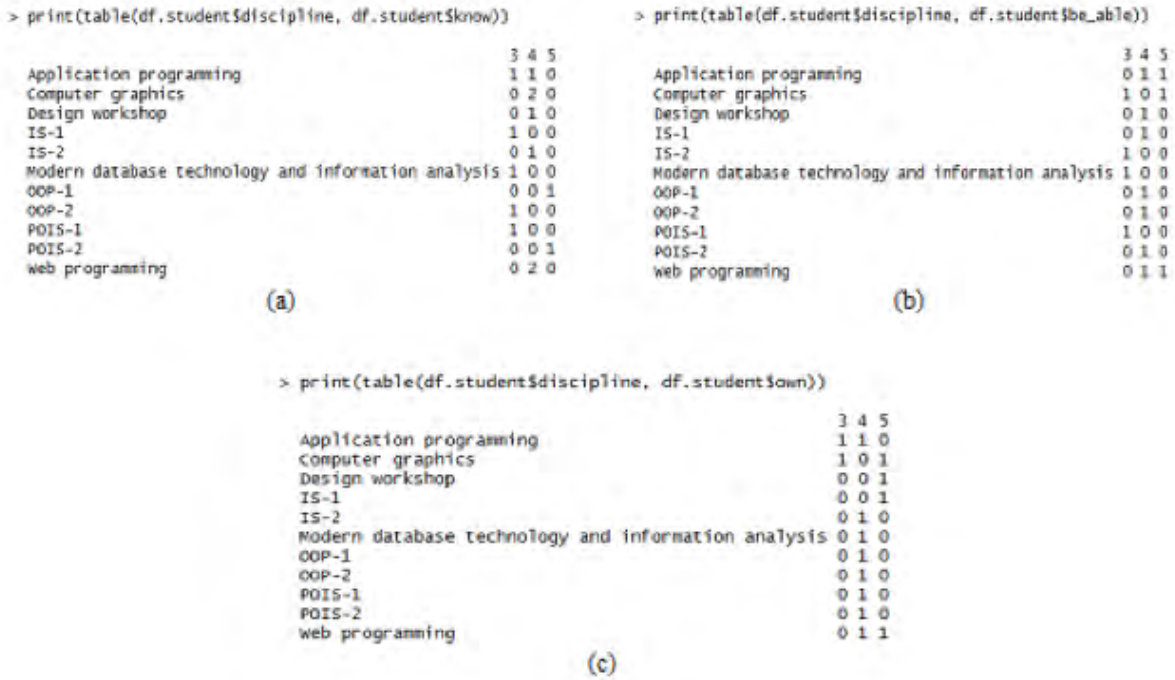 > print(table(df.student$discipline, df.student$know))
3 4 5
Application programming 1 1 0
Computer graphics 0 2 0
Design workshop 0 1 0
IS-1 1 0 0
IS-2 0 1 0
Modern database technology and information analysis 1 0 0
OOP-1 0 0 1
OOP-2 1 0 0
POIS-1 1 0 0
POIS-2 0 0 1
Web programming 0 2 0
(a)
> print(table(df.student$discipline, df.student$be_able))
3 4 5
Application programming 0 1 1
Computer graphics 1 0 1
Design workshop 0 1 0
IS-1 0 1 0
IS-2 1 0 0
Modern database technology and information analysis 1 0 0
OOP-1 0 1 0
OOP-2 0 1 0
POIS-1 1 0 0
POIS-2 0 1 0
Web programming 0 1 1
(b)
> print(table(df.student$discipline, df.student$own))
3 4 5
Application programming 1 1 0
Computer graphics 1 0 1
Design workshop 0 0 1
IS-1 0 0 1
IS-2 0 1 0
Modern database technology and information analysis 0 1 0
OOP-1 0 1 0
OOP-2 0 1 0
POIS-1 0 1 0
POIS-2 0 1 0
Web programming 0 1 1
(c)